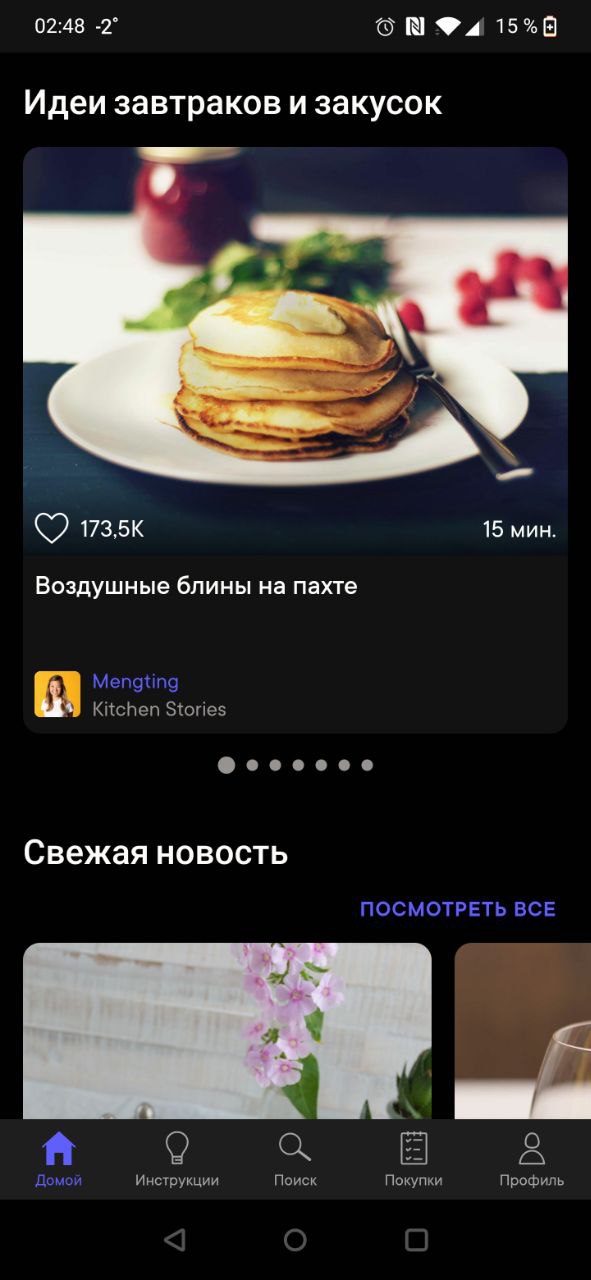 02:48 -2° 15 %
Идеи завтраков и закусок
173,5K 15 мин.
Воздушные блины на пахте
Mengting
Kitchen Stories
Свежая новость
ПОСМОТРЕТЬ ВСЕ
Домой Инструкции Поиск Покупки Профиль